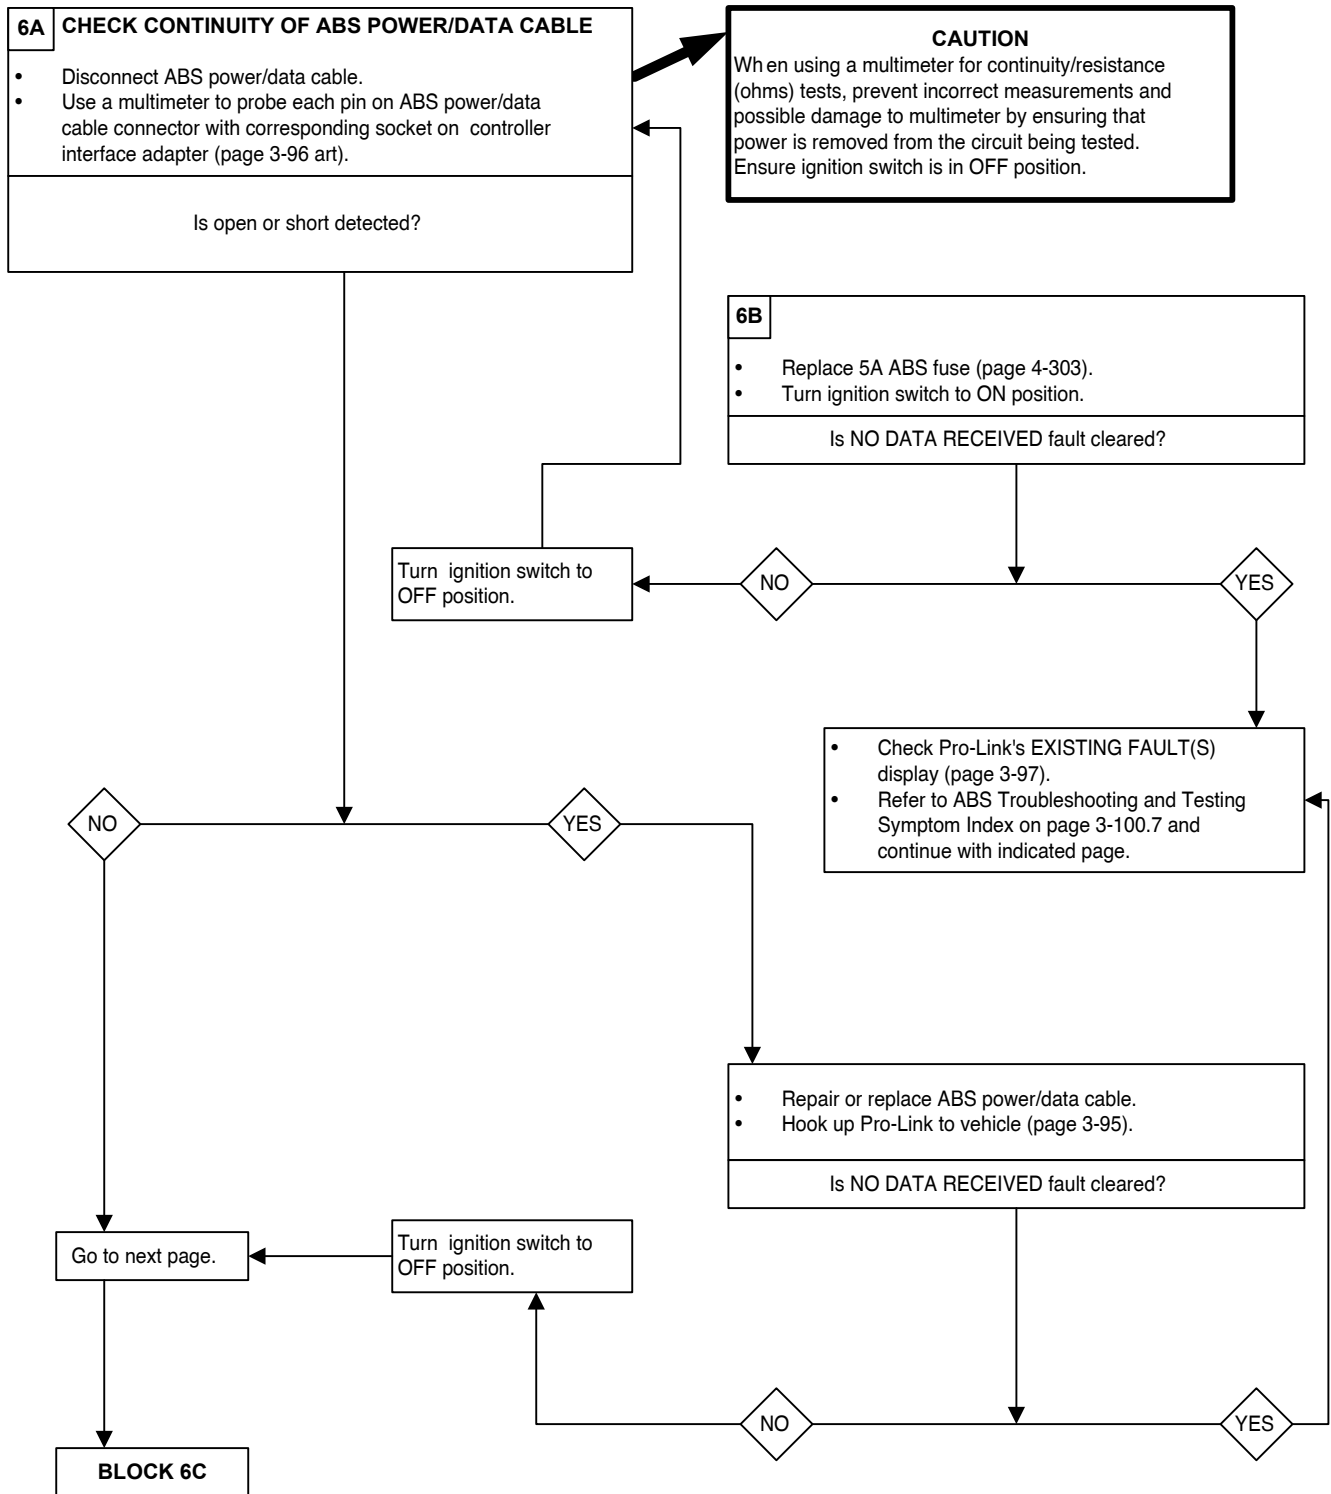 6A CHECK CONTINUITY OF ABS POWER/DATA CABLE
• Disconnect ABS power/data cable.
• Use a multimeter to probe each pin on ABS power/data
cable connector with corresponding socket on controller
interface adapter (page 3-96 art).
Is open or short detected?
CAUTION
When using a multimeter for continuity/resistance
(ohms) tests, prevent incorrect measurements and
possible damage to multimeter by ensuring that
power is removed from the circuit being tested.
Ensure ignition switch is in OFF position.
6B
• Replace 5A ABS fuse (page 4-303).
• Turn ignition switch to ON position.
Is NO DATA RECEIVED fault cleared?
Turn ignition switch to
OFF position.
NO
YES
• Check Pro-Link's EXISTING FAULT(S)
display (page 3-97).
• Refer to ABS Troubleshooting and Testing
Symptom Index on page 3-100.7 and
continue with indicated page.
NO
YES
• Repair or replace ABS power/data cable.
• Hook up Pro-Link to vehicle (page 3-95).
Is NO DATA RECEIVED fault cleared?
Go to next page.
Turn ignition switch to
OFF position.
NO
YES
BLOCK 6C